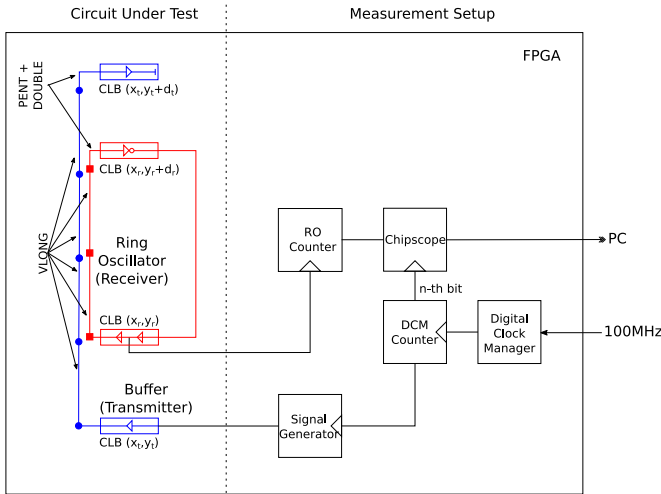 Circuit Under Test
Measurement Setup
FPGA
PENT +
DOUBLE
CLB (xt,yt+dt)
CLB (xr,yr+dr)
VLONG
Ring
Oscillator
(Receiver)
RO
Counter
Chipscope
PC
n-th bit
CLB (xr,yr)
DCM
Counter
Digital
Clock
Manager
100MHz
Buffer
(Transmitter)
Signal
Generator
CLB (xt,yt)